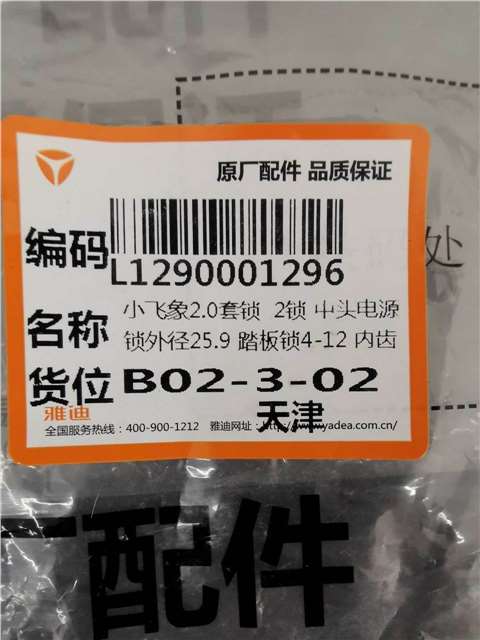 原厂配件 品质保证
编码
L1290001296
名称 小飞象2.0套锁 2锁 中头电源
锁外径25.9 踏板锁4-12 内齿
货位 B02-3-02
雅迪
天津
全国服务热线：400-900-1212 雅迪网址：http://www.yadea.com.cn/
处
配件